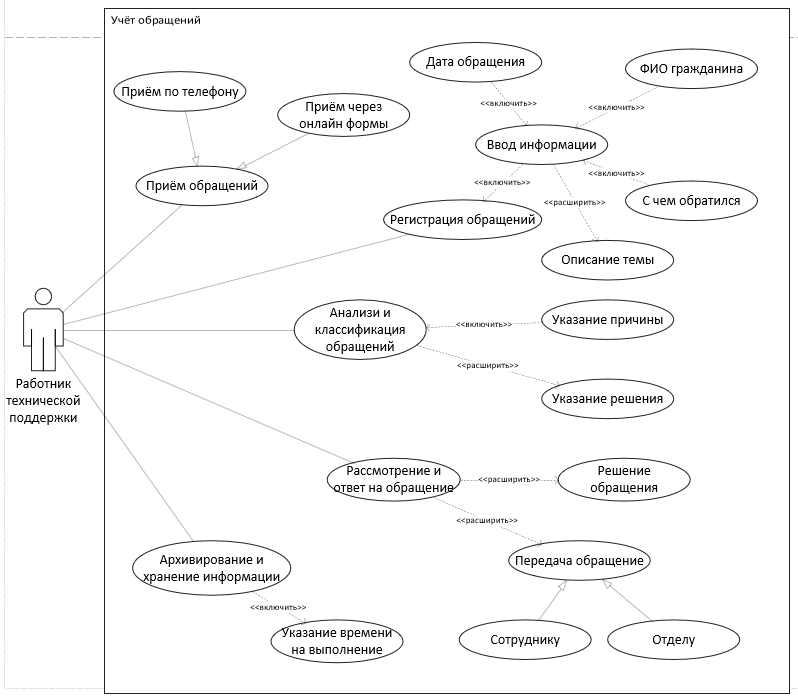 Учёт обращений
Дата обращения
ФИО гражданина
Приём по телефону
Приём через
онлайн формы
<<включить>>
<<включить>>
Ввод информации
Приём обращений
<<включить>>
<<включить>>
С чем обратился
<<расширить>>
Регистрация обращений
Описание темы
Анализи и
классификация
обращений
<<включить>>
Указание причины
<<расширить>>
Работник
технической
поддержки
Указание решения
Рассмотрение и
ответ на обращение
<<расширить>>
Решение
обращения
<<расширить>>
Передача обращение
Архивирование и
хранение информации
<<включить>>
Указание времени
на выполнение
Сотруднику
Отделу